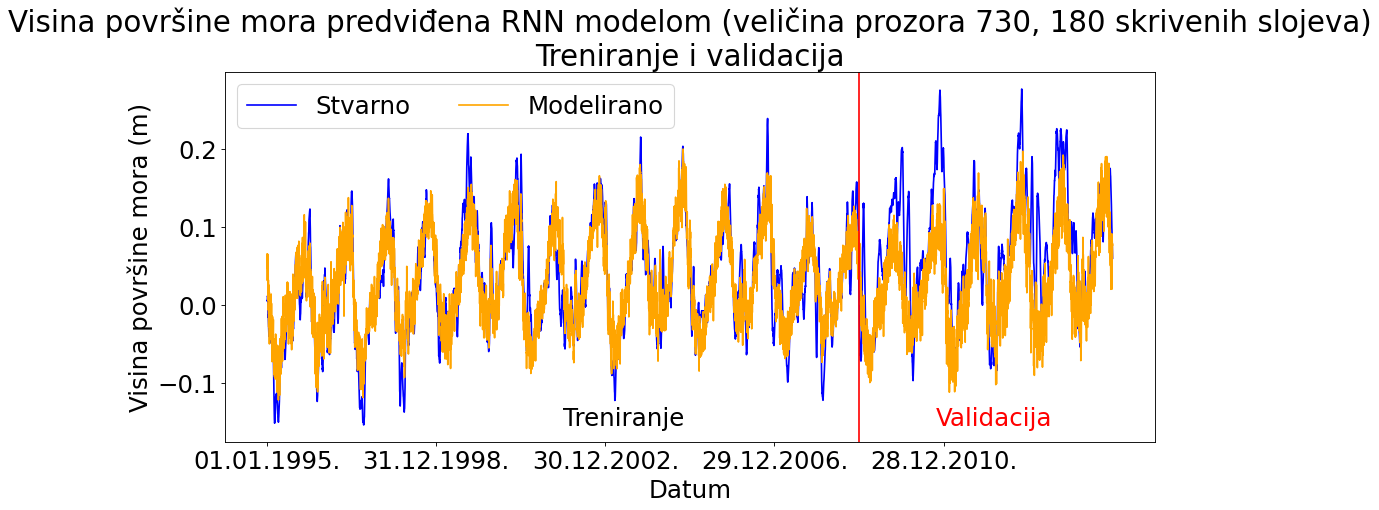 Visina površine mora predviđena RNN modelom (veličina prozora 730, 180 skrivenih slojeva)
Treniranje i validacija
Stvarno
Modelirano
Visina površine mora (m)
0.2
0.1
0.0
−0.1
Treniranje
Validacija
01.01.1995.
31.12.1998.
30.12.2002.
29.12.2006.
28.12.2010.
Datum